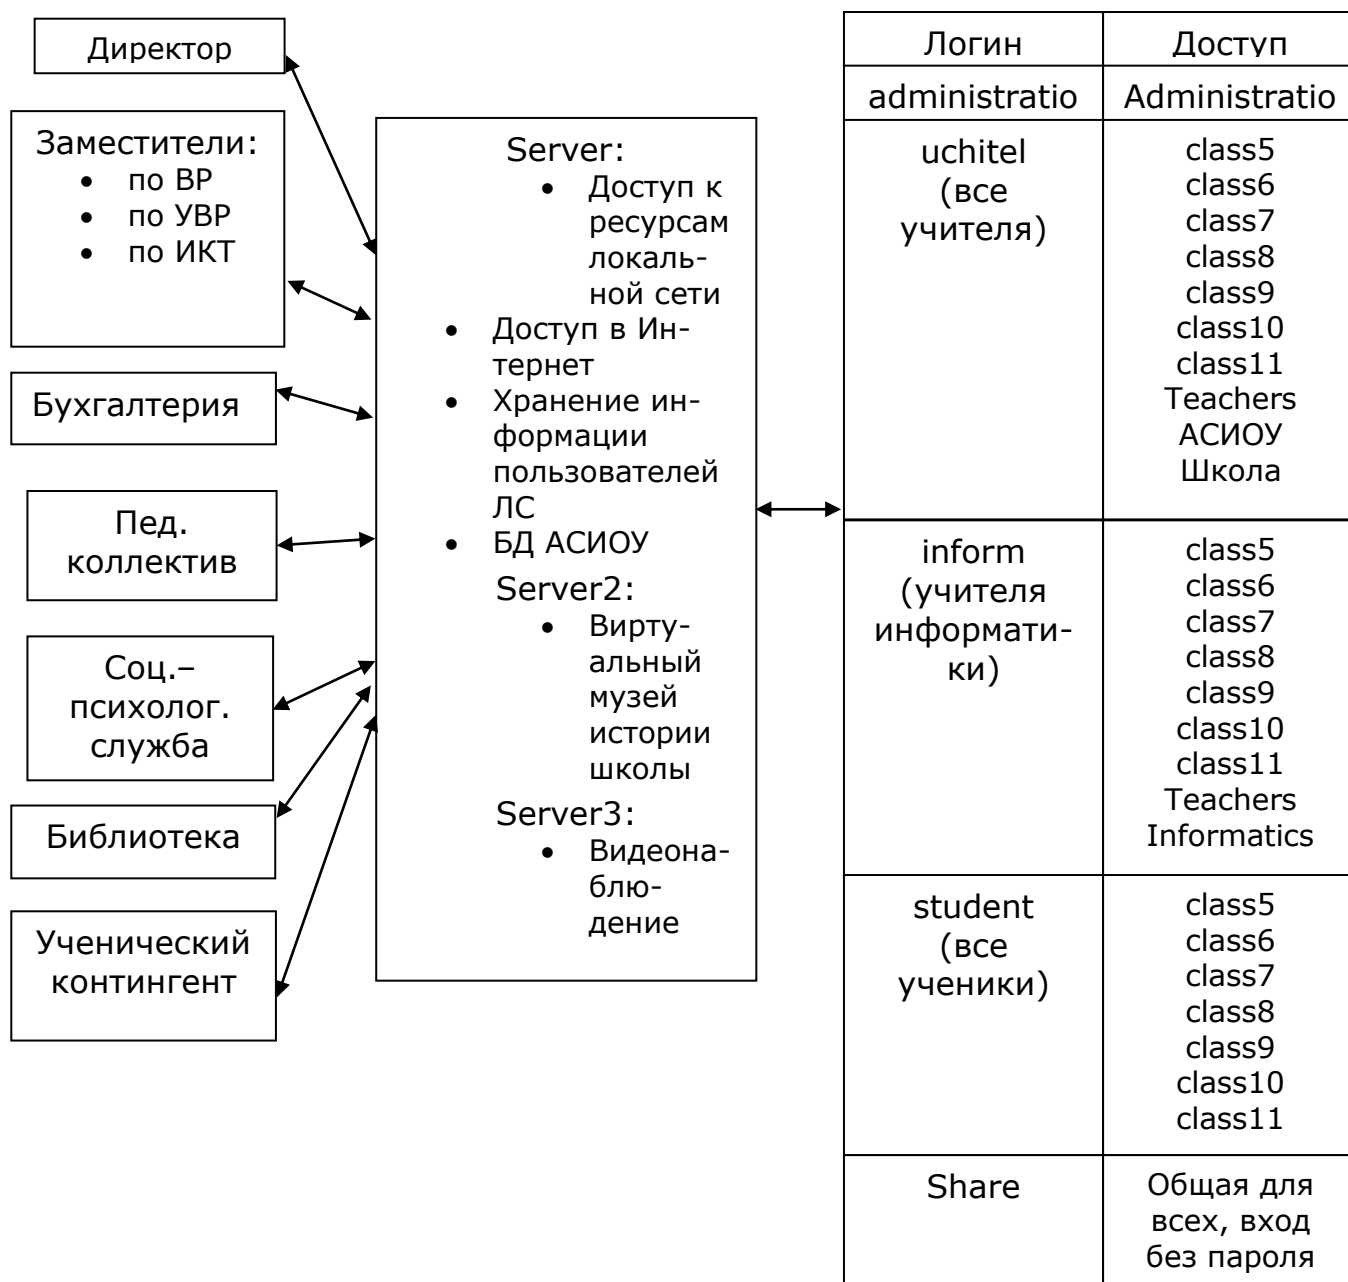 Директор
Заместители:
• по ВР
• по УВР
• по ИКТ
Бухгалтерия
Пед.
коллектив
Соц.–
психолог.
служба
Библиотека
Ученический
контингент
Server:
• Доступ к
ресурсам
локаль-
ной сети
• Доступ в Ин-
тернет
• Хранение ин-
формации
пользователей
ЛС
• БД АСИОУ
Server2:
• Вирту-
альный
музей
истории
школы
Server3:
• Видеона-
блю-
дение
Логин
Доступ
administratio
Administratio
uchitel
(все
учителя)
class5
class6
class7
class8
class9
class10
class11
Teachers
АСИОУ
Школа
inform
(учителя
информати-
ки)
class5
class6
class7
class8
class9
class10
class11
Teachers
Informatics
student
(все
ученики)
class5
class6
class7
class8
class9
class10
class11
Share
Общая для
всех, вход
без пароля